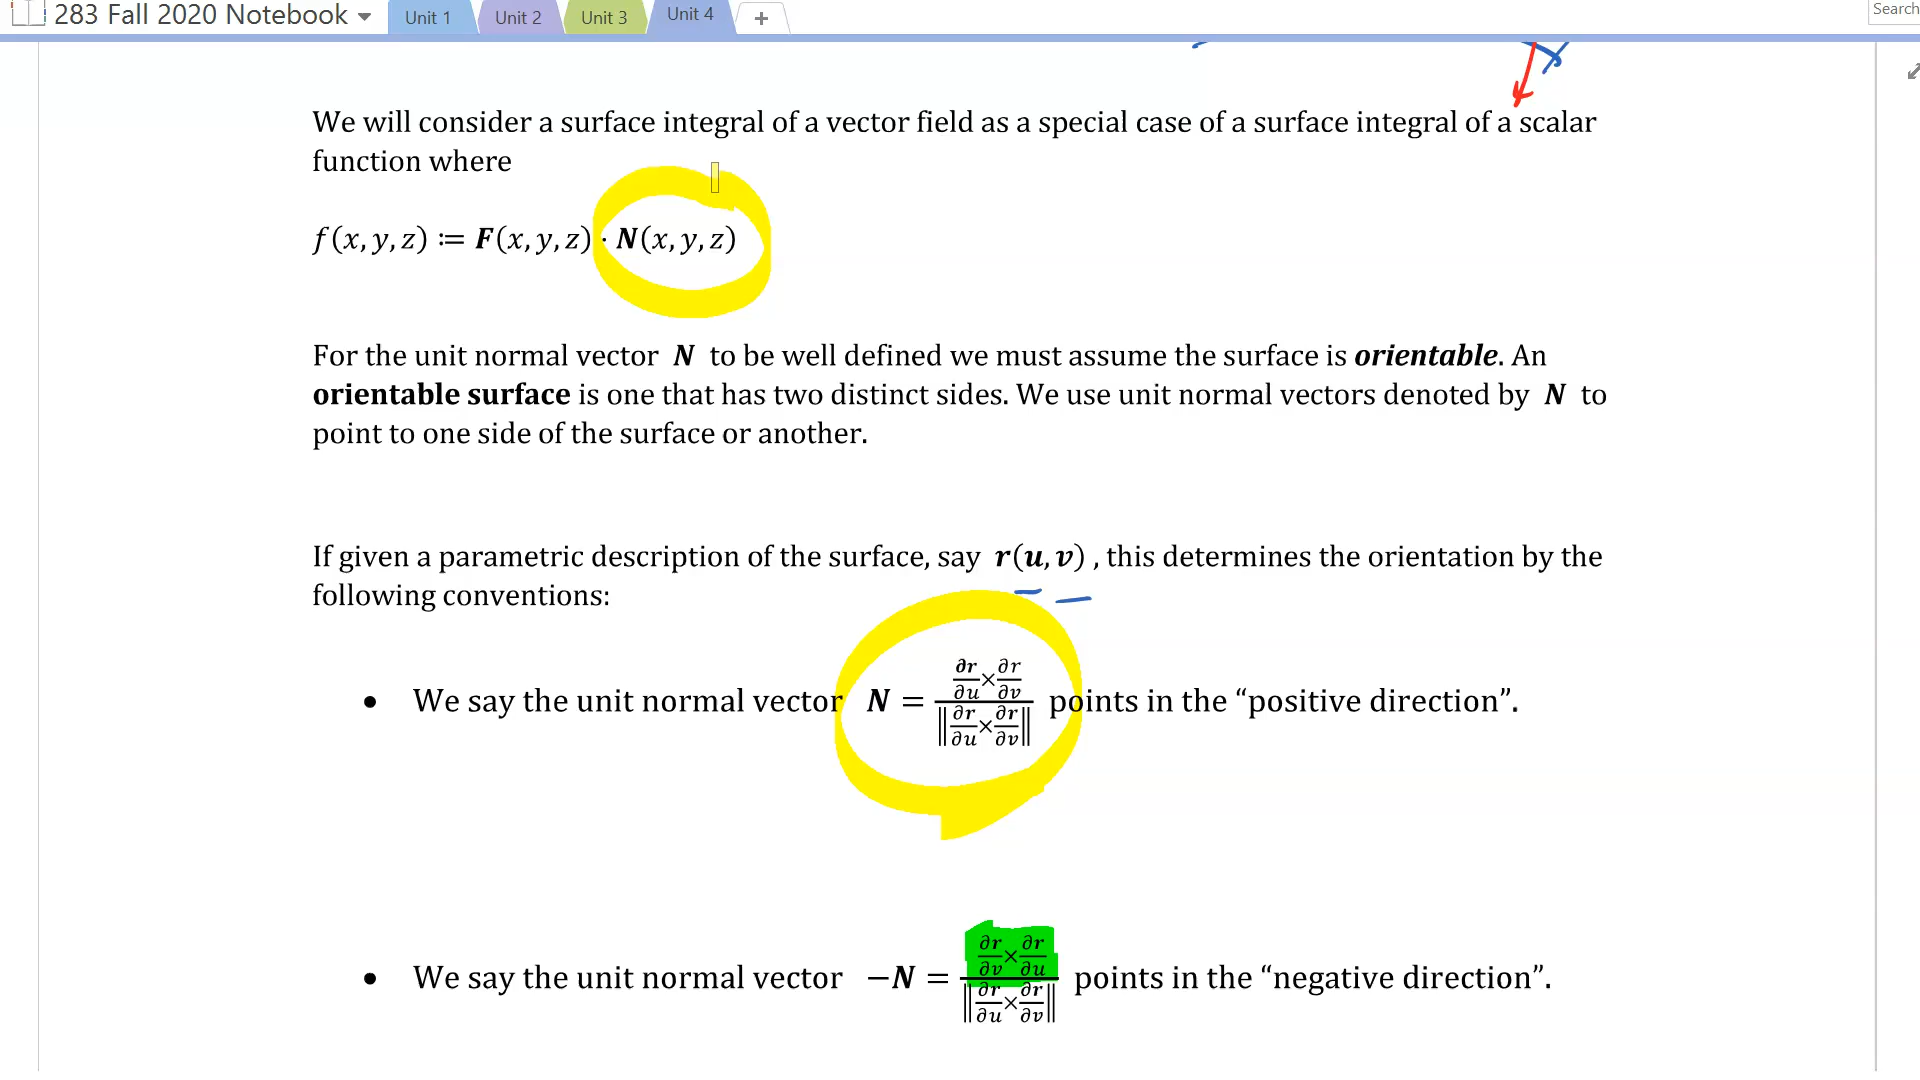 283 Fall 2020 Notebook Unit 1 Unit 2 Unit 3 Unit 4 + Search
We will consider a surface integral of a vector field as a special case of a surface integral of a scalar
function where
f(x, y, z) ≔ F(x, y, z) · N(x, y, z)
For the unit normal vector N to be well defined we must assume the surface is orientable. An
orientable surface is one that has two distinct sides. We use unit normal vectors denoted by N to
point to one side of the surface or another.
If given a parametric description of the surface, say r(u, v) , this determines the orientation by the
following conventions:
• We say the unit normal vector N = (∂r/∂u × ∂r/∂v) / ‖∂r/∂u × ∂r/∂v‖ points in the “positive direction”.
• We say the unit normal vector −N = (∂r/∂v × ∂r/∂u) / ‖∂r/∂u × ∂r/∂v‖ points in the “negative direction”.